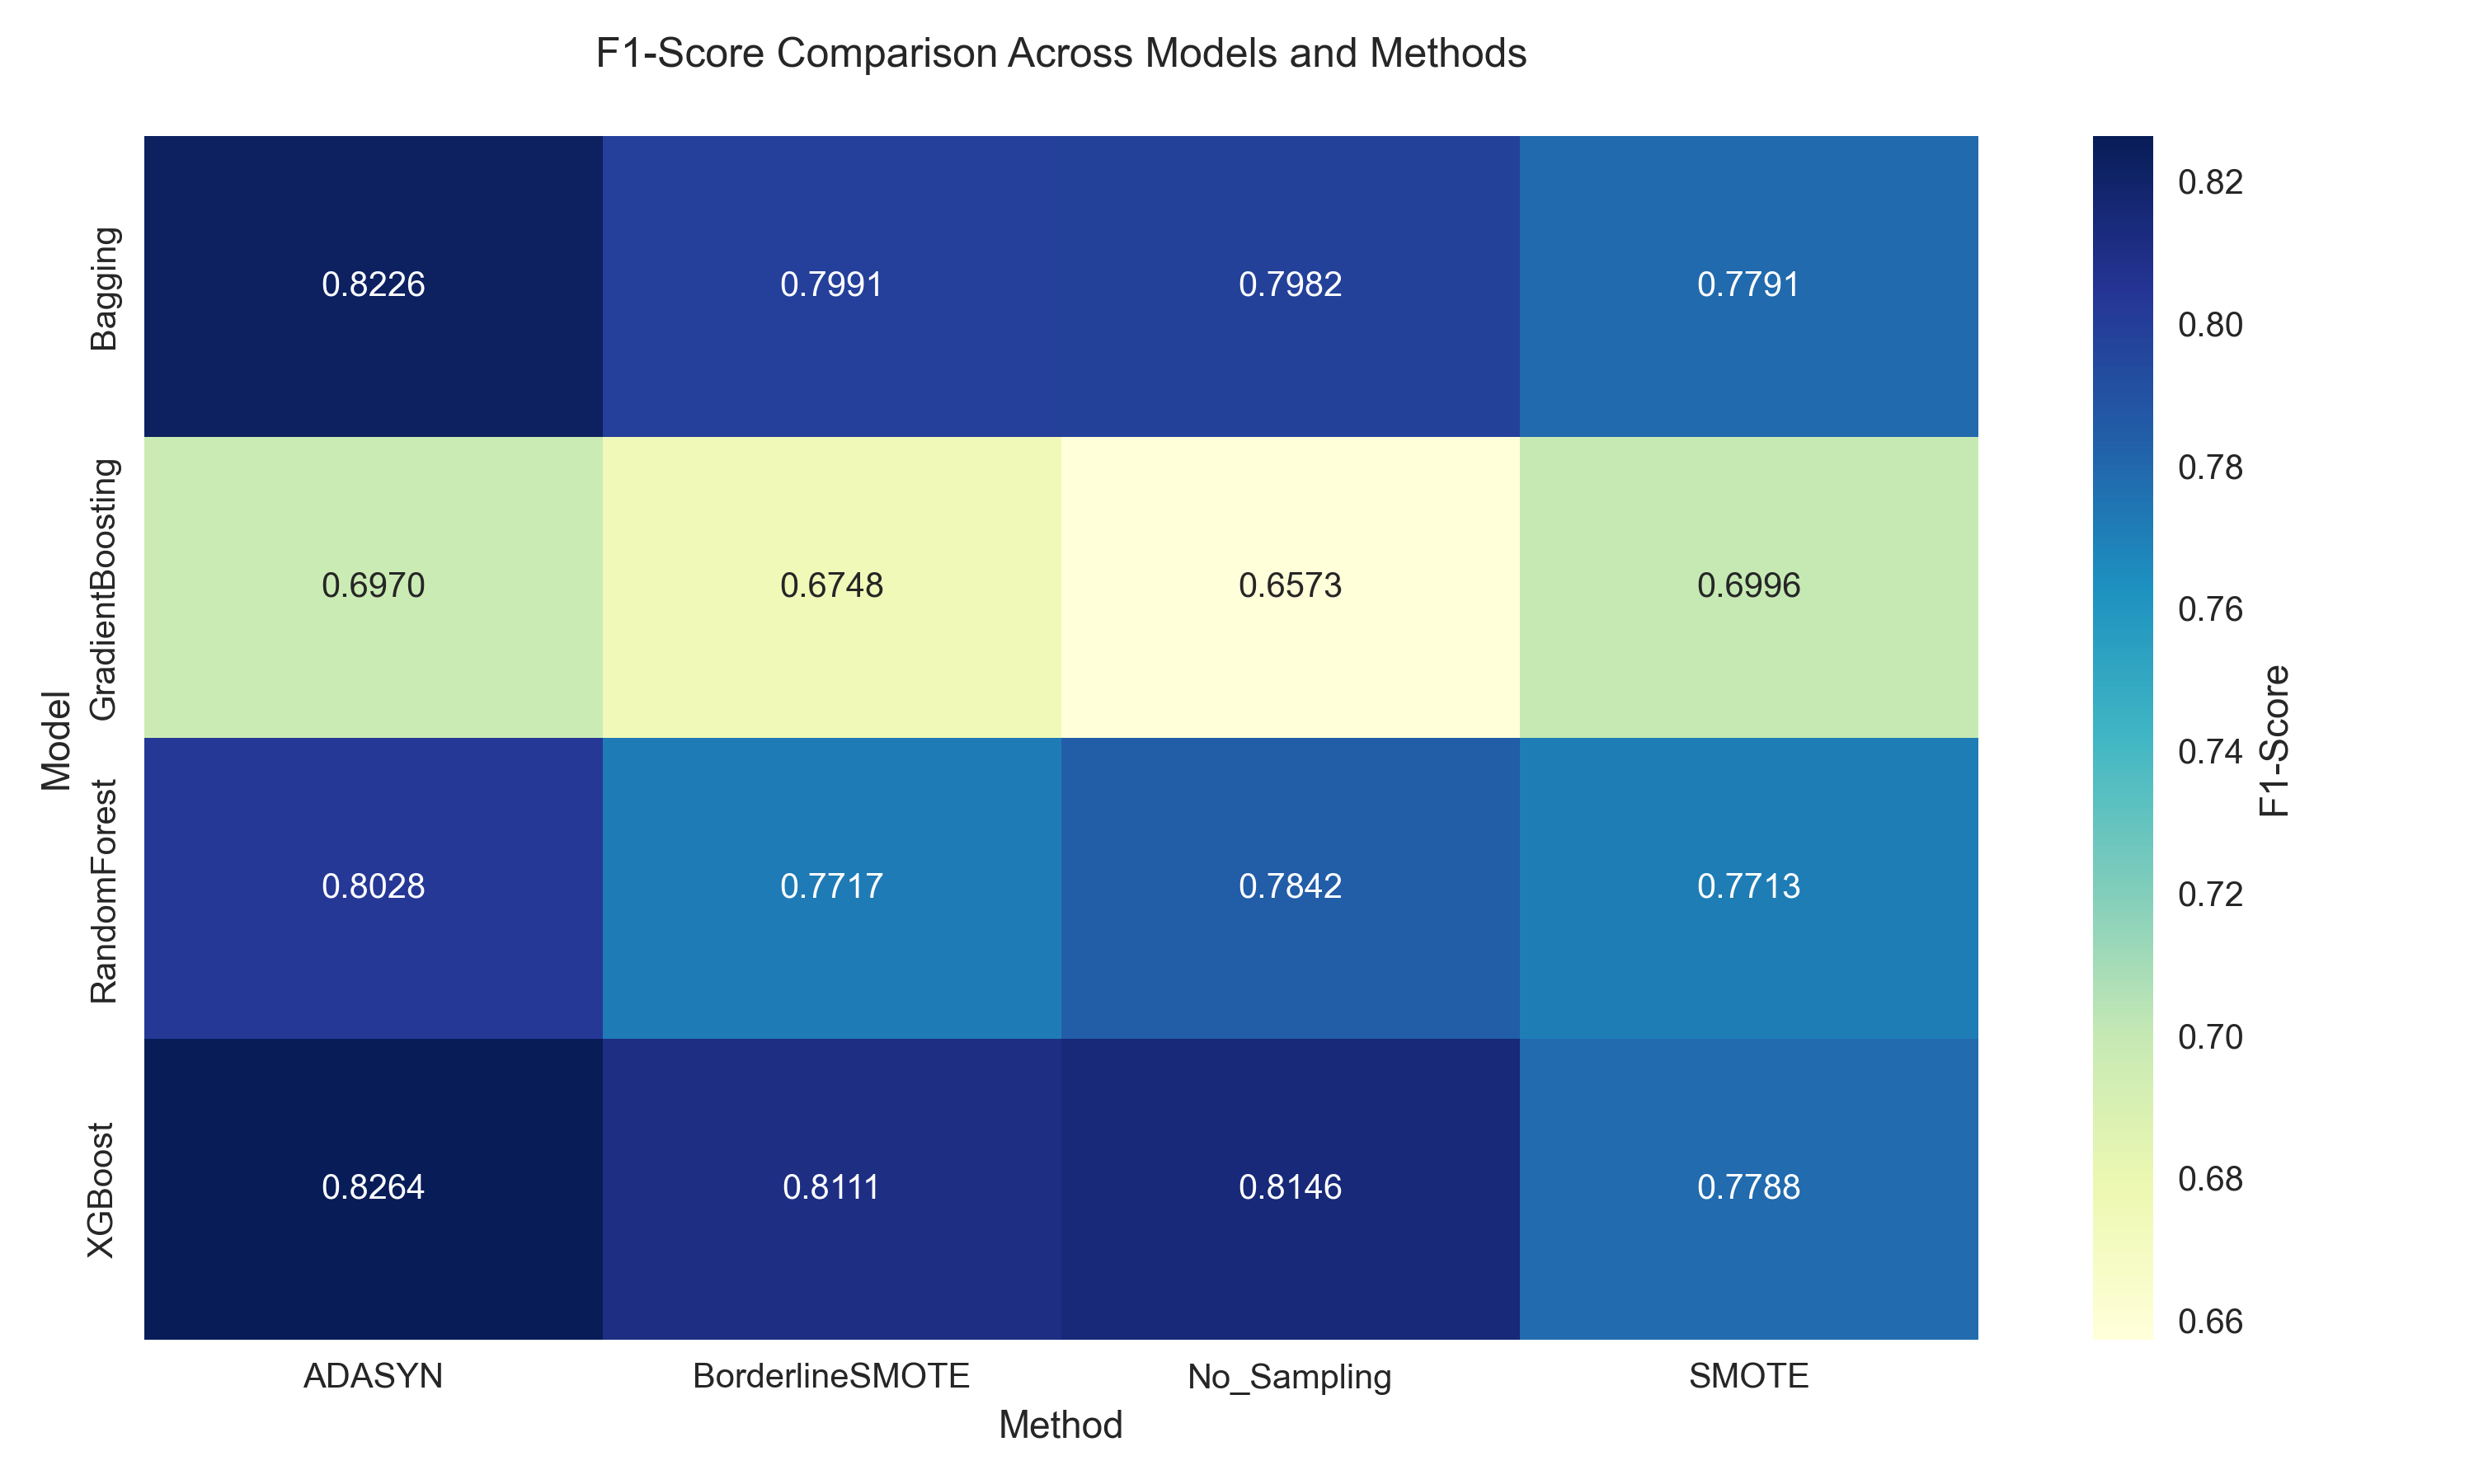 F1-Score Comparison Across Models and Methods
Model
Bagging
0.8226 0.7991 0.7982 0.7791
GradientBoosting
0.6970 0.6748 0.6573 0.6996
RandomForest
0.8028 0.7717 0.7842 0.7713
XGBoost
0.8264 0.8111 0.8146 0.7788
ADASYN BorderlineSMOTE No_Sampling SMOTE
Method
0.82
0.80
0.78
0.76
0.74
0.72
0.70
0.68
0.66
F1-Score